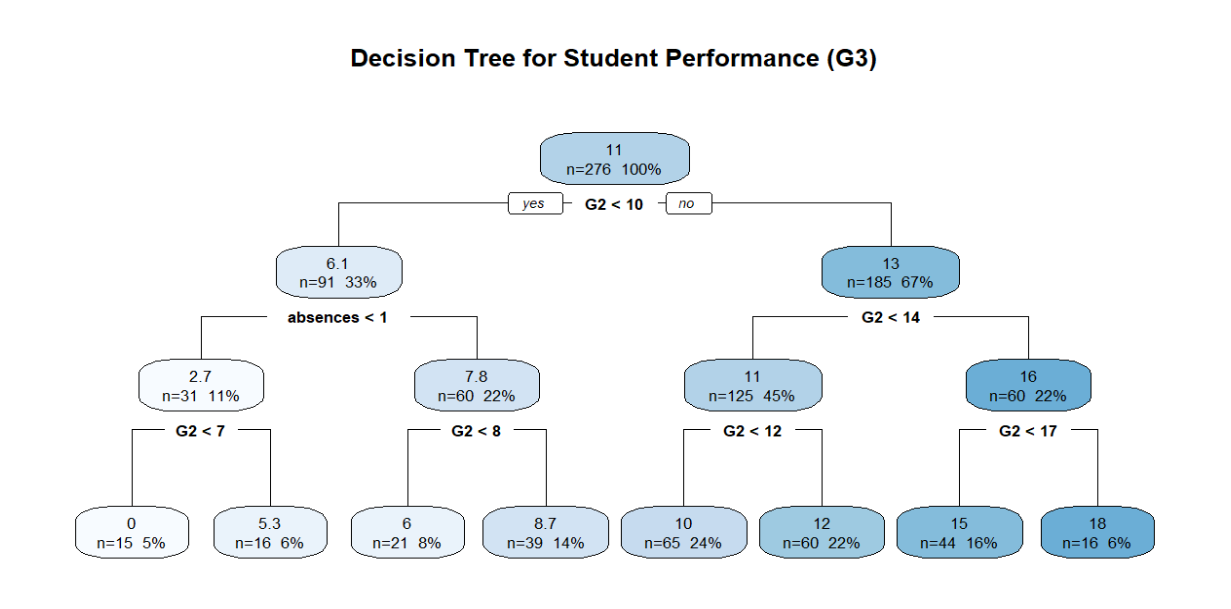 Decision Tree for Student Performance (G3)
11
n=276 100%
yes G2 < 10 no
6.1
n=91 33%
13
n=185 67%
absences < 1
G2 < 14
2.7
n=31 11%
7.8
n=60 22%
11
n=125 45%
16
n=60 22%
G2 < 7
G2 < 8
G2 < 12
G2 < 17
0
n=15 5%
5.3
n=16 6%
6
n=21 8%
8.7
n=39 14%
10
n=65 24%
12
n=60 22%
15
n=44 16%
18
n=16 6%